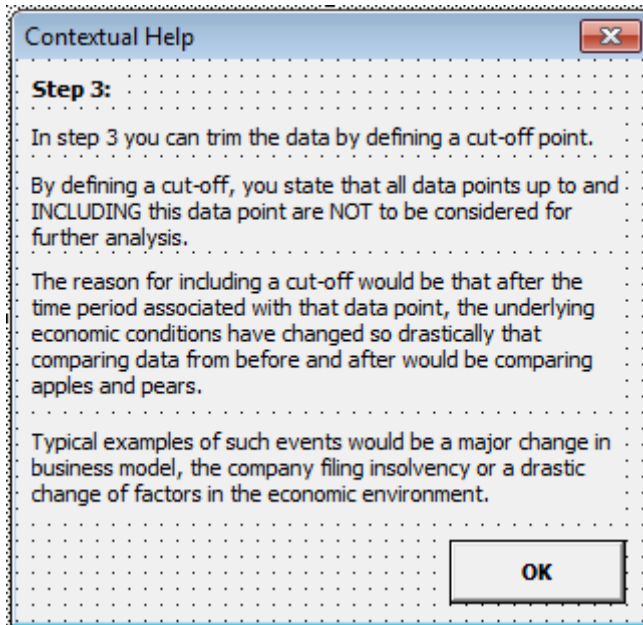 Contextual Help
Step 3:
In step 3 you can trim the data by defining a cut-off point.
By defining a cut-off, you state that all data points up to and
INCLUDING this data point are NOT to be considered for
further analysis.
The reason for including a cut-off would be that after the
time period associated with that data point, the underlying
economic conditions have changed so drastically that
comparing data from before and after would be comparing
apples and pears.
Typical examples of such events would be a major change in
business model, the company filing insolvency or a drastic
change of factors in the economic environment.
OK